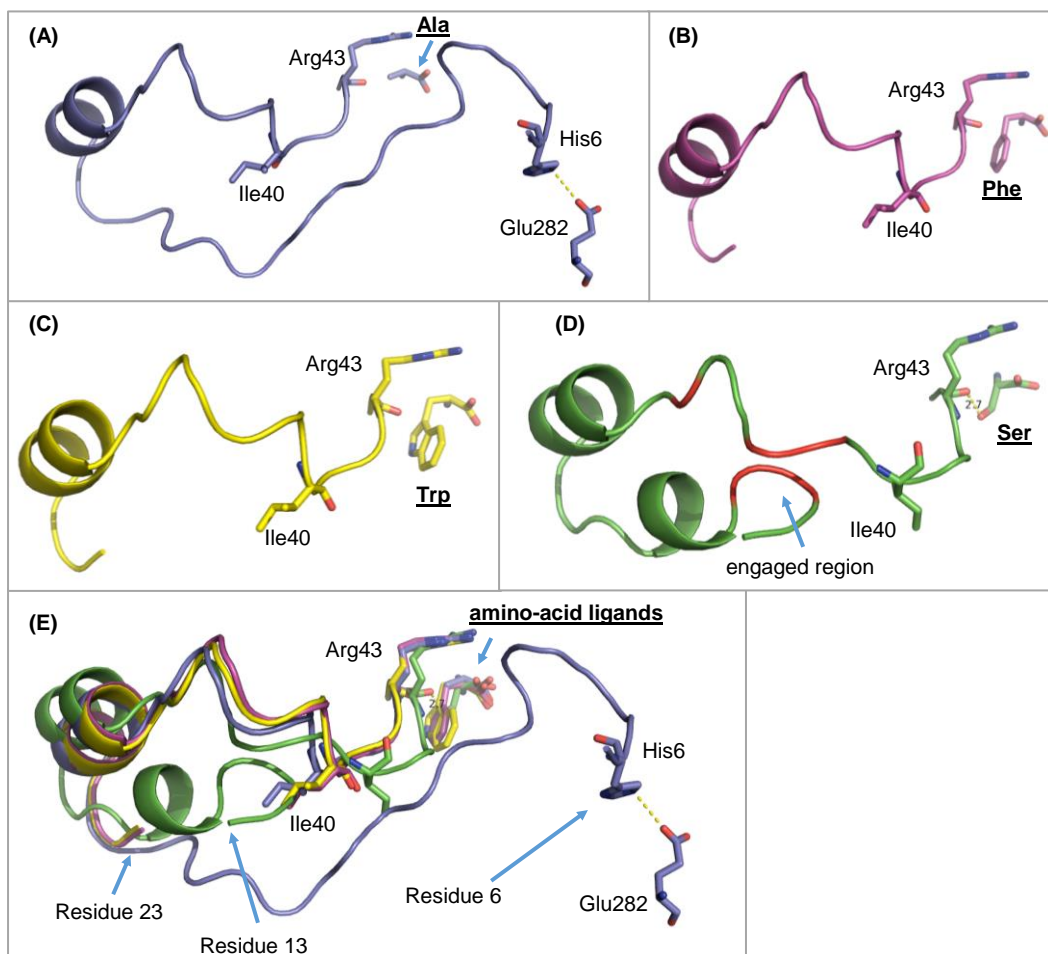 (A)
Ala
Arg43
Ile40
His6
Glu282
(B)
Arg43
Phe
Ile40
(C)
Arg43
Trp
Ile40
(D)
Arg43
2.7
Ser
Ile40
engaged region
(E)
amino-acid ligands
Arg43
2.7
His6
Ile40
Residue 6
Glu282
Residue 23
Residue 13